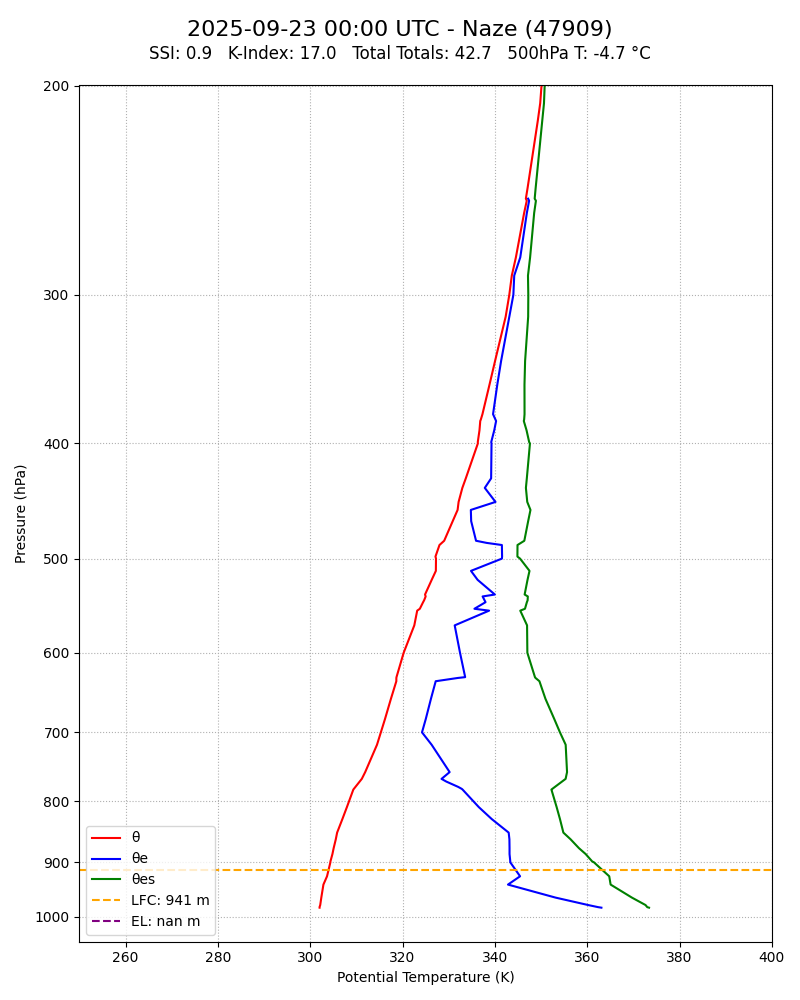 2025-09-23 00:00 UTC - Naze (47909)
SSI: 0.9 K-Index: 17.0 Total Totals: 42.7 500hPa T: -4.7 °C
200
300
400
500
600
700
800
900
1000
Pressure (hPa)
θ
θe
θes
LFC: 941 m
EL: nan m
260 280 300 320 340 360 380 400
Potential Temperature (K)